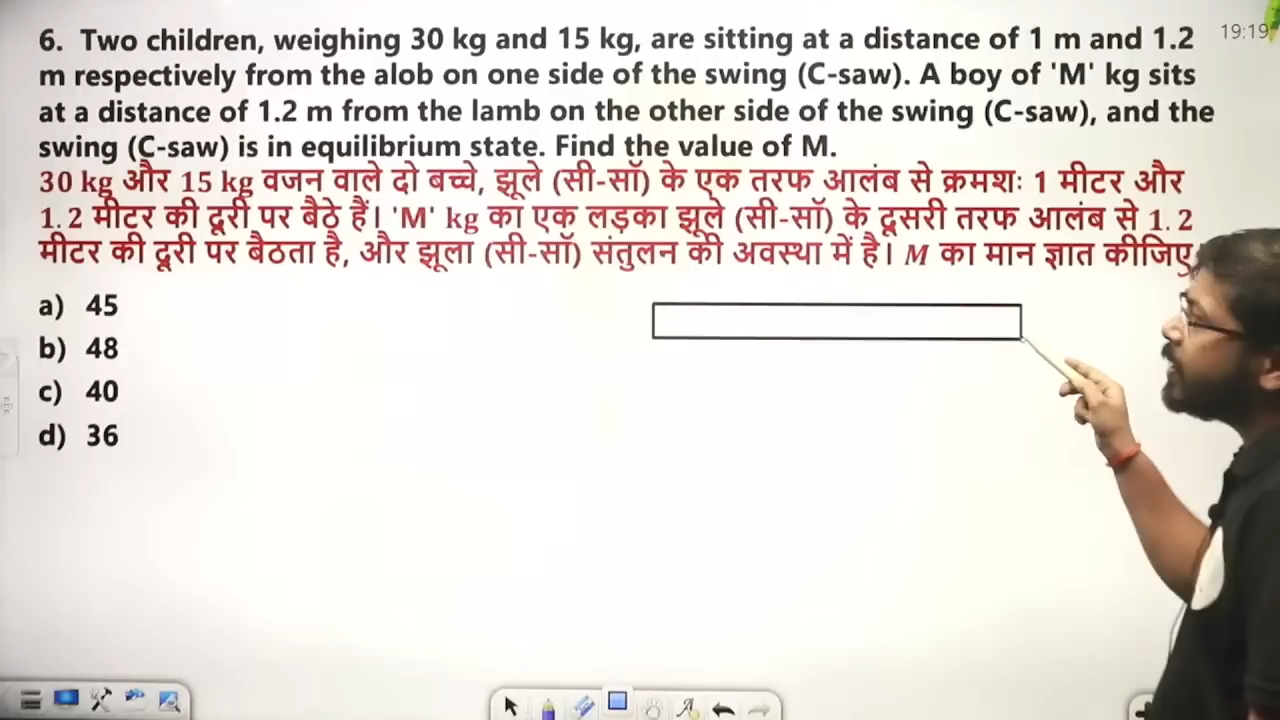 19:19
6. Two children, weighing 30 kg and 15 kg, are sitting at a distance of 1 m and 1.2
m respectively from the alob on one side of the swing (C-saw). A boy of 'M' kg sits
at a distance of 1.2 m from the lamb on the other side of the swing (C-saw), and the
swing (C-saw) is in equilibrium state. Find the value of M.
30 kg और 15 kg वजन वाले दो बच्चे, झूले (सी-सॉ) के एक तरफ आलंब से क्रमशः 1 मीटर और
1.2 मीटर की दूरी पर बैठे हैं। 'M' kg का एक लड़का झूले (सी-सॉ) के दूसरी तरफ आलंब से 1.2
मीटर की दूरी पर बैठता है, और झूला (सी-सॉ) संतुलन की अवस्था में है। M का मान ज्ञात कीजिए
a) 45
b) 48
c) 40
d) 36